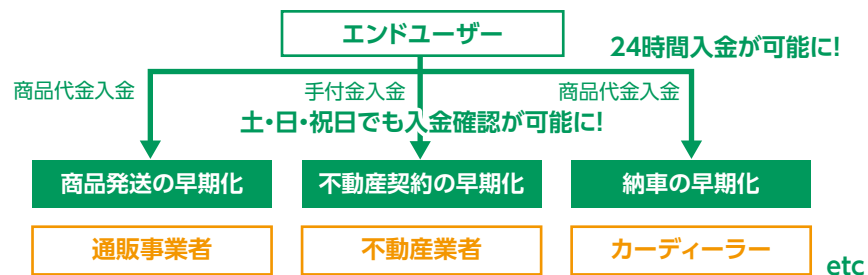 エンドユーザー
24時間入金が可能に!
商品代金入金
手付金入金
商品代金入金
土・日・祝日でも入金確認が可能に!
商品発送の早期化
不動産契約の早期化
納車の早期化
通販事業者
不動産業者
カーディーラー
etc